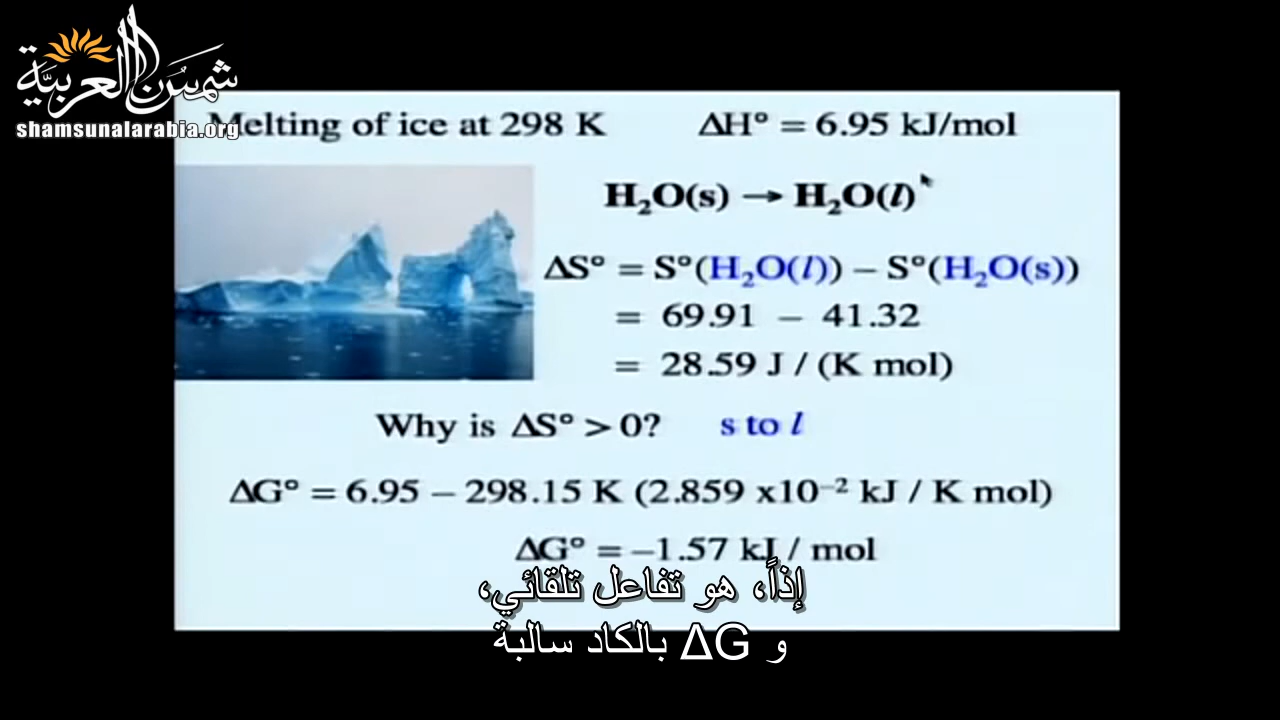 شمس العربية
shamsunalarabia.org
Melting of ice at 298 K ΔH° = 6.95 kJ/mol
H₂O(s) → H₂O(l)
ΔS° = S°(H₂O(l)) – S°(H₂O(s))
= 69.91 – 41.32
= 28.59 J / (K mol)
Why is ΔS° > 0? s to l
ΔG° = 6.95 – 298.15 K (2.859 x10⁻² kJ / K mol)
ΔG° = –1.57 kJ / mol
إذاً، هو تفاعل تلقائي،
و ΔG بالكاد سالبة